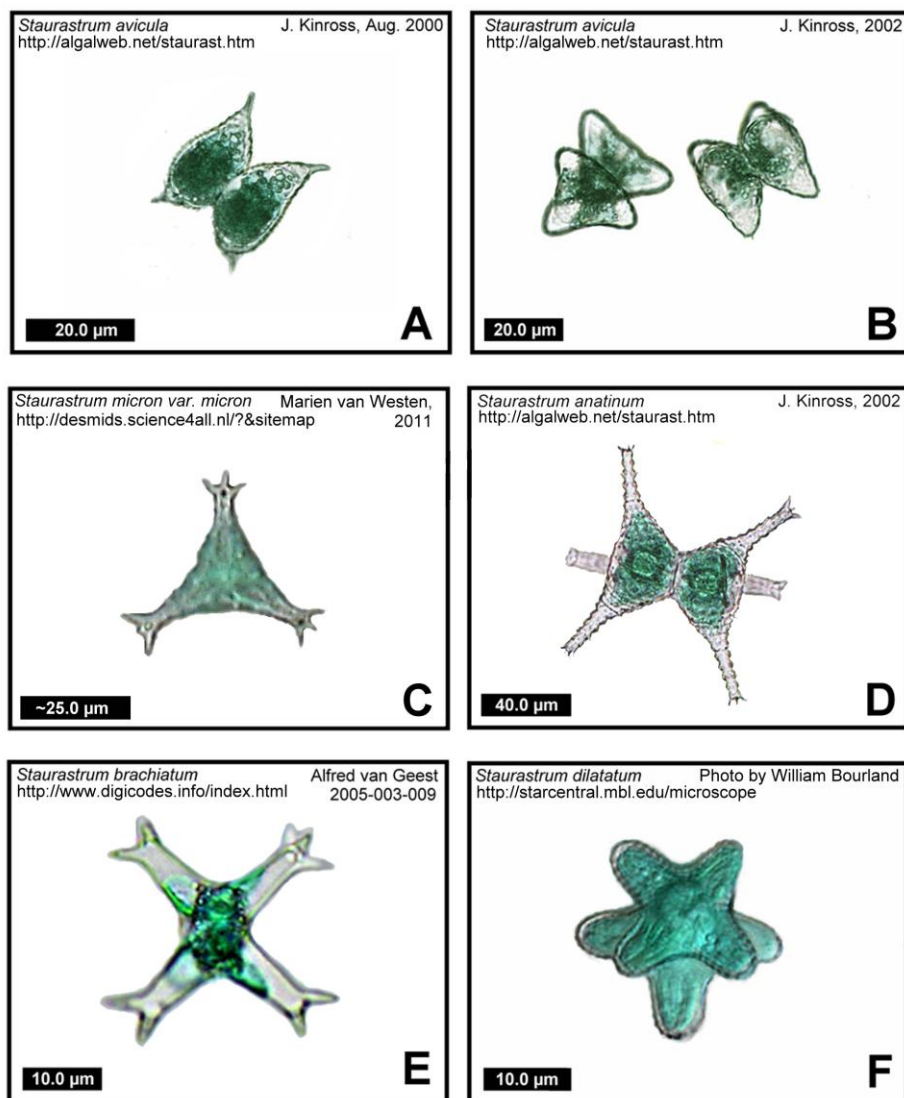 Staurastrum avicula J. Kinross, Aug. 2000
http://algalweb.net/staurast.htm
20.0 µm A
Staurastrum avicula J. Kinross, 2002
http://algalweb.net/staurast.htm
20.0 µm B
Staurastrum micron var. micron Marien van Westen,
http://desmids.science4all.nl/?&sitemap 2011
~25.0 µm C
Staurastrum anatinum J. Kinross, 2002
http://algalweb.net/staurast.htm
40.0 µm D
Staurastrum brachiatum Alfred van Geest
http://www.digicodes.info/index.html 2005-003-009
10.0 µm E
Staurastrum dilatatum Photo by William Bourland
http://starcentral.mbl.edu/microscope
10.0 µm F